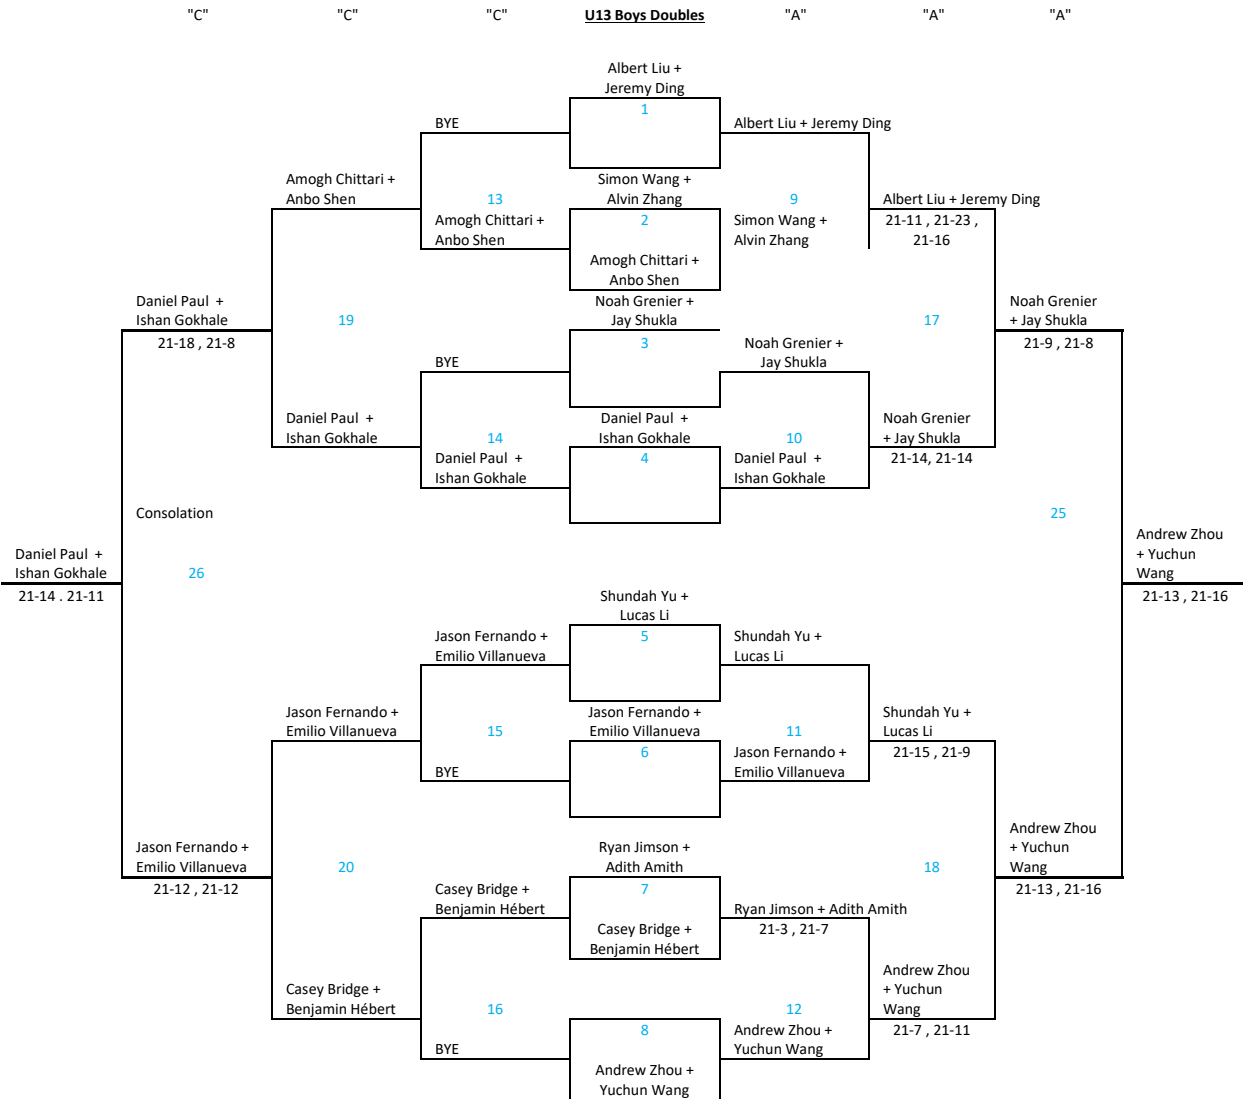 "C" "C" "C" U13 Boys Doubles "A" "A" "A"
Albert Liu +
Jeremy Ding
1
BYE
Albert Liu + Jeremy Ding
Amogh Chittari +
Anbo Shen
13
Simon Wang +
Alvin Zhang
9
Albert Liu + Jeremy Ding
Amogh Chittari +
Anbo Shen
2
Simon Wang +
Alvin Zhang
21-11 , 21-23 ,
21-16
Amogh Chittari +
Anbo Shen
Daniel Paul +
Ishan Gokhale
21-18 , 21-8
19
Noah Grenier +
Jay Shukla
3
17
Noah Grenier
+ Jay Shukla
21-9 , 21-8
BYE
Noah Grenier +
Jay Shukla
Daniel Paul +
Ishan Gokhale
14
Daniel Paul +
Ishan Gokhale
10
Noah Grenier
+ Jay Shukla
21-14, 21-14
Daniel Paul +
Ishan Gokhale
4
Daniel Paul +
Ishan Gokhale
Consolation
25
Daniel Paul +
Ishan Gokhale
21-14 . 21-11
26
Andrew Zhou
+ Yuchun
Wang
21-13 , 21-16
Shundah Yu +
Lucas Li
5
Jason Fernando +
Emilio Villanueva
Shundah Yu +
Lucas Li
Jason Fernando +
Emilio Villanueva
15
Jason Fernando +
Emilio Villanueva
11
Shundah Yu +
Lucas Li
21-15 , 21-9
BYE
6
Jason Fernando +
Emilio Villanueva
Jason Fernando +
Emilio Villanueva
21-12 , 21-12
20
Ryan Jimson +
Adith Amith
7
18
Andrew Zhou
+ Yuchun
Wang
21-13 , 21-16
Casey Bridge +
Benjamin Hébert
Ryan Jimson + Adith Amith
21-3 , 21-7
Casey Bridge +
Benjamin Hébert
Casey Bridge +
Benjamin Hébert
16
12
Andrew Zhou
+ Yuchun
Wang
21-7 , 21-11
BYE
8
Andrew Zhou +
Yuchun Wang
Andrew Zhou +
Yuchun Wang